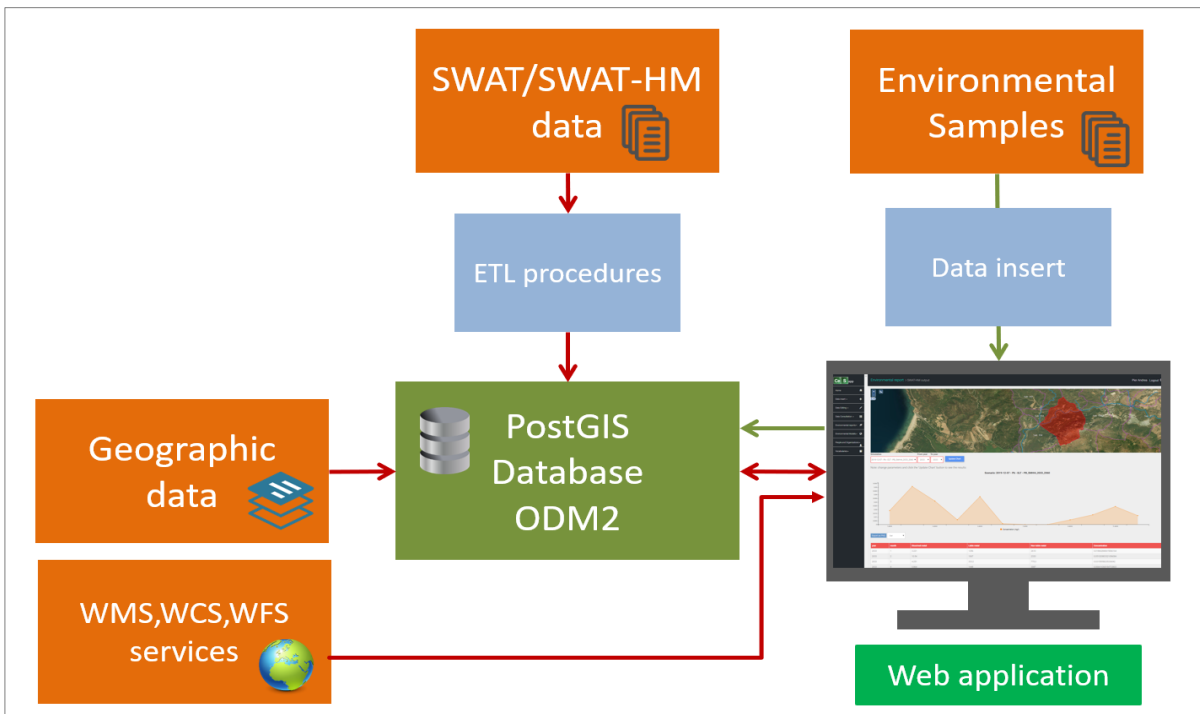 SWAT/SWAT-HM
data
Environmental
Samples
ETL procedures
Data insert
Geographic
data
PostGIS
Database
ODM2
WMS,WCS,WFS
services
Web application